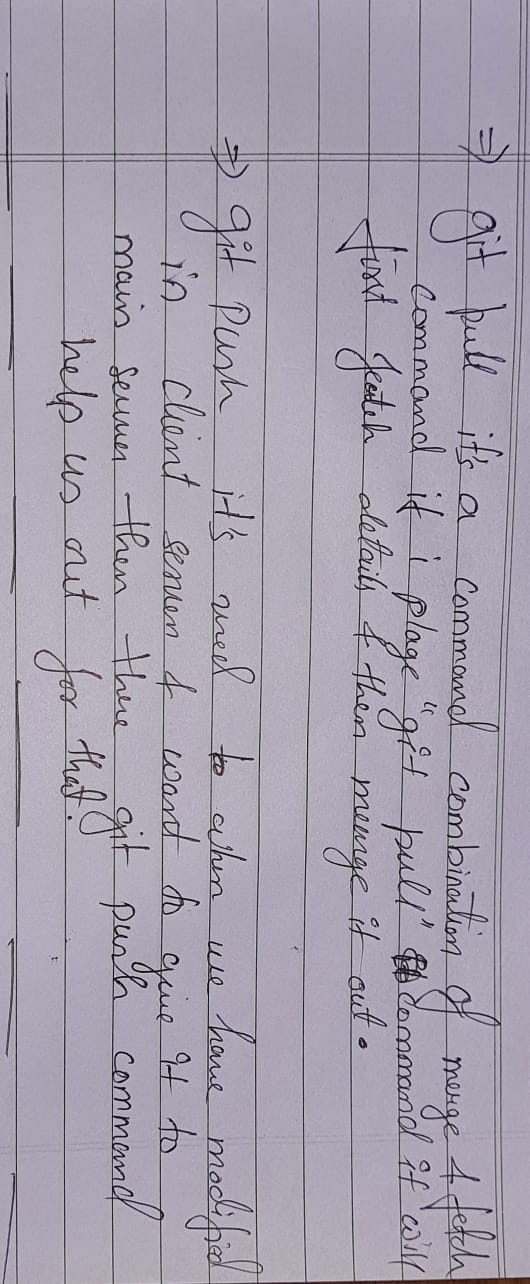 ⇒ git pull it's a command combination of merge & fetch
command if i place "git pull" command it will
first featch details & then merge it out.
⇒ git push it's used to when we have modified
in client server & want to give it to
main server then there git push command
help us out for that.